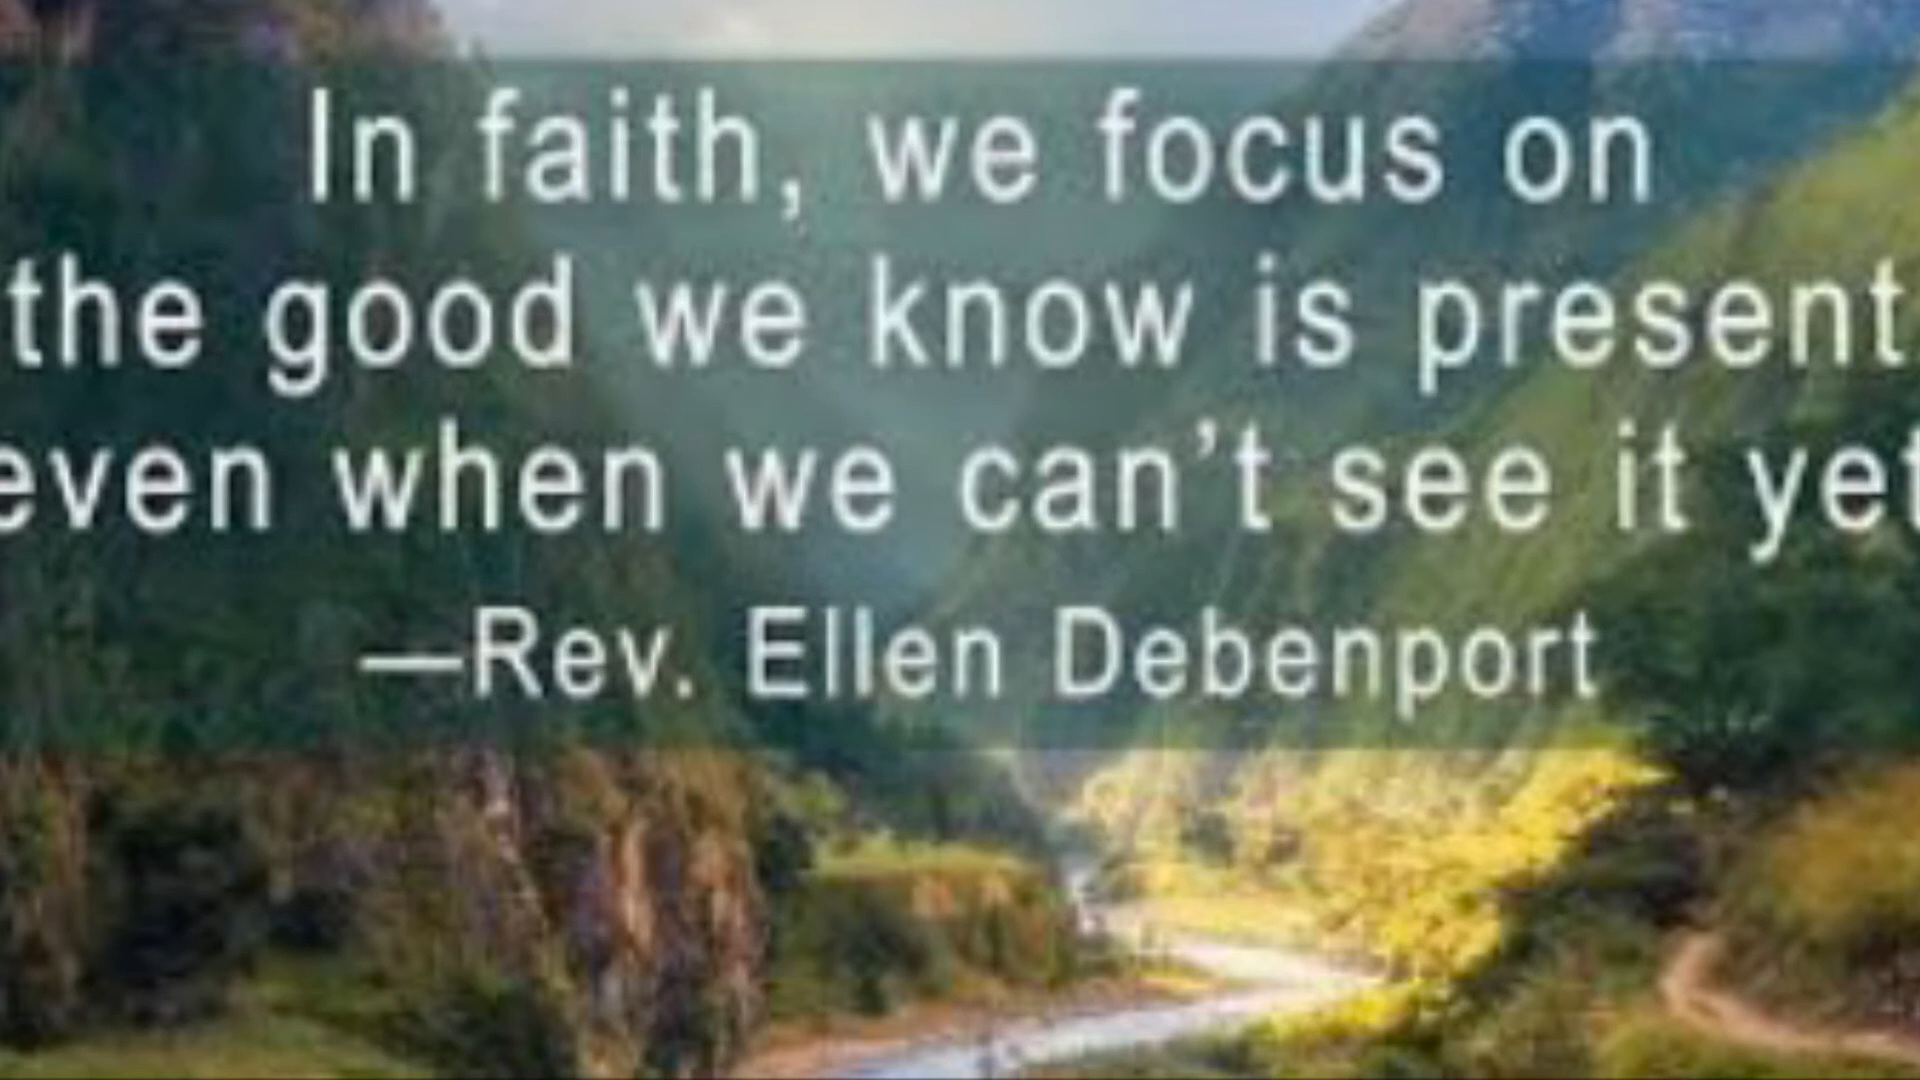 In faith, we focus on
the good we know is present
even when we can’t see it yet
—Rev. Ellen Debenport